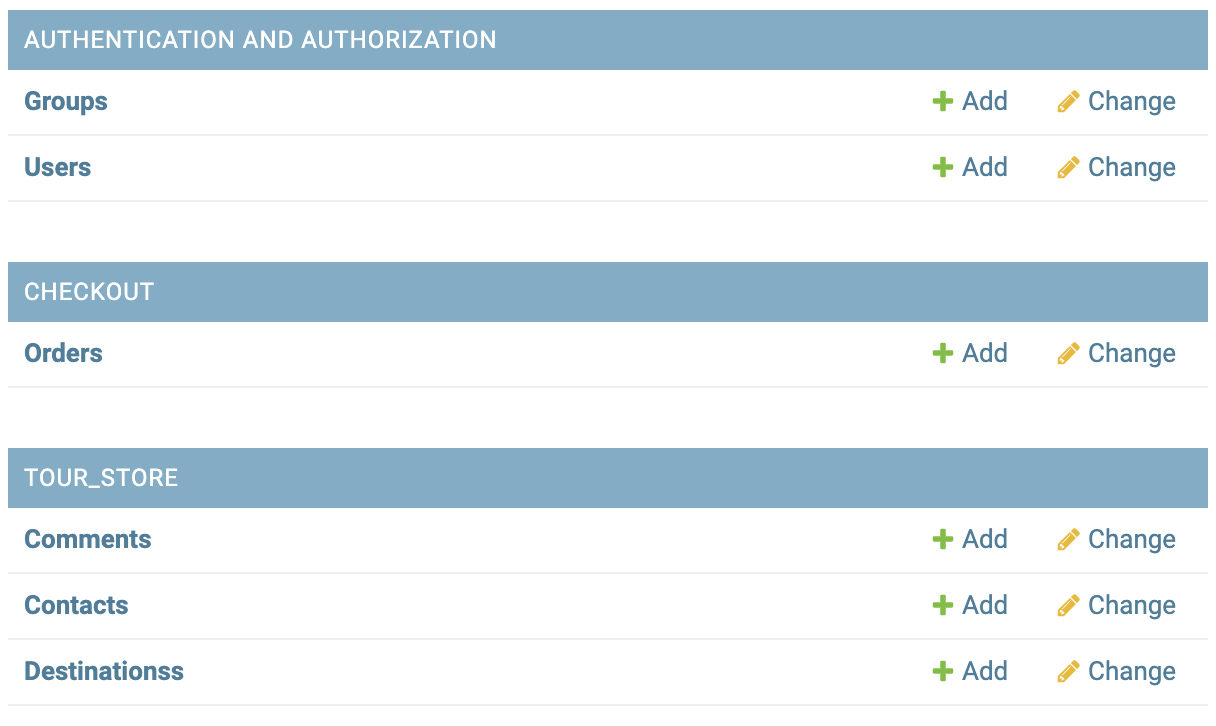 AUTHENTICATION AND AUTHORIZATION
Groups Add Change
Users Add Change
CHECKOUT
Orders Add Change
TOUR_STORE
Comments Add Change
Contacts Add Change
Destinationss Add Change